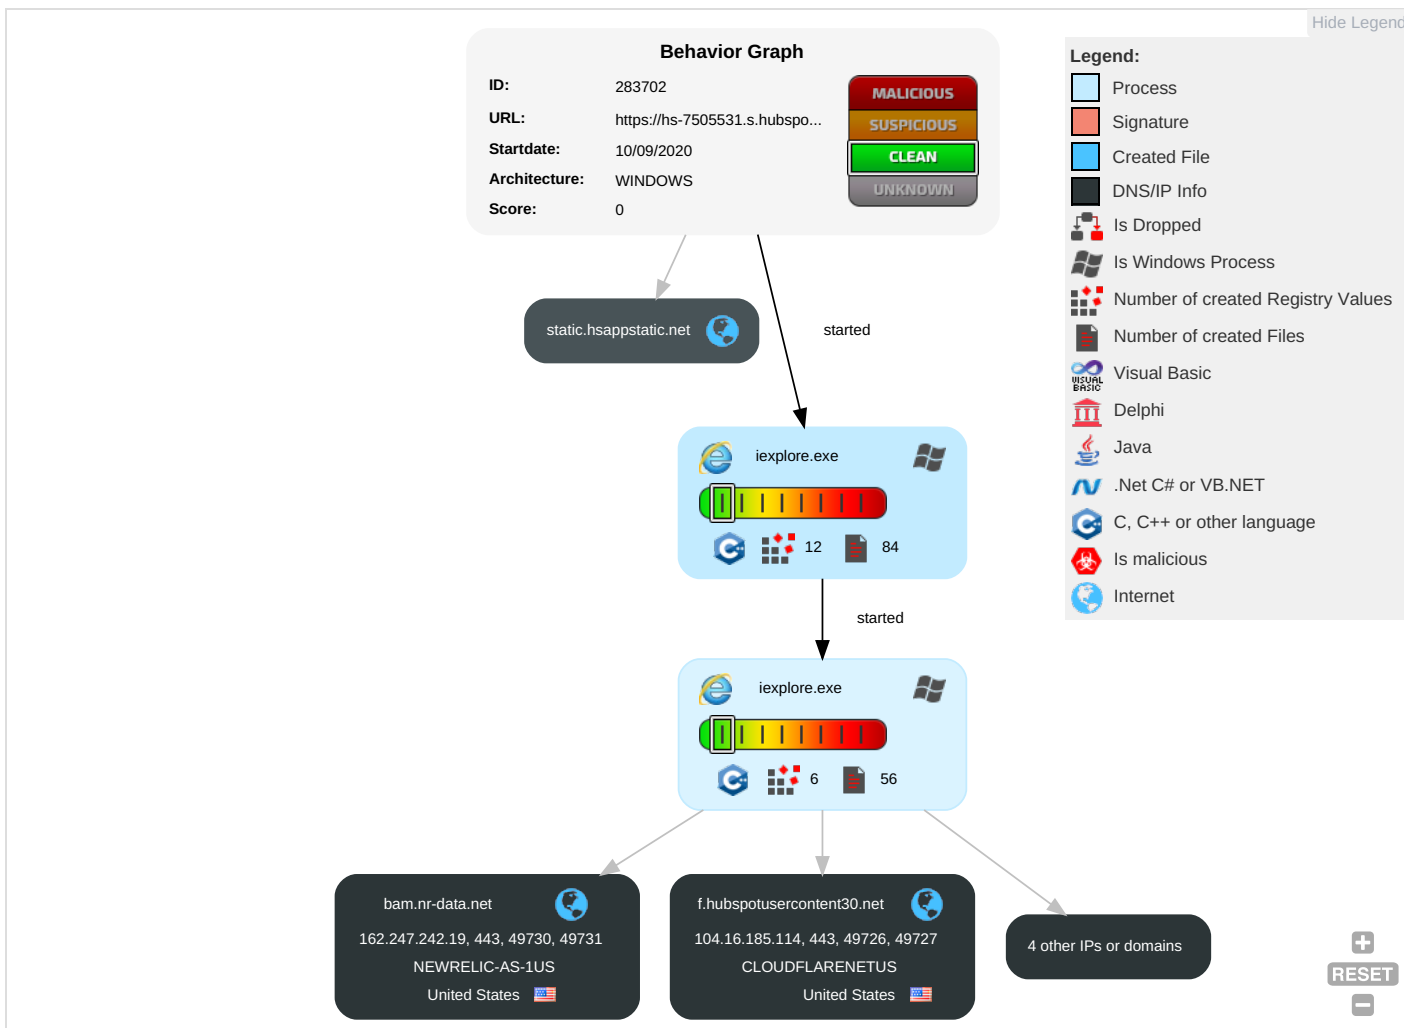 Hide Legend
Behavior Graph
ID: 283702
URL: https://hs-7505531.s.hubspo...
Startdate: 10/09/2020
Architecture: WINDOWS
Score: 0
MALICIOUS
SUSPICIOUS
CLEAN
UNKNOWN
Legend:
Process
Signature
Created File
DNS/IP Info
Is Dropped
Is Windows Process
Number of created Registry Values
Number of created Files
VISUAL
BASIC
Visual Basic
Delphi
Java
.Net C# or VB.NET
C, C++ or other language
Is malicious
Internet
static.hsappstatic.net
started
iexplore.exe
12 84
started
iexplore.exe
6 56
bam.nr-data.net
162.247.242.19, 443, 49730, 49731
NEWRELIC-AS-1US
United States
f.hubspotusercontent30.net
104.16.185.114, 443, 49726, 49727
CLOUDFLARENETUS
United States
4 other IPs or domains
RESET